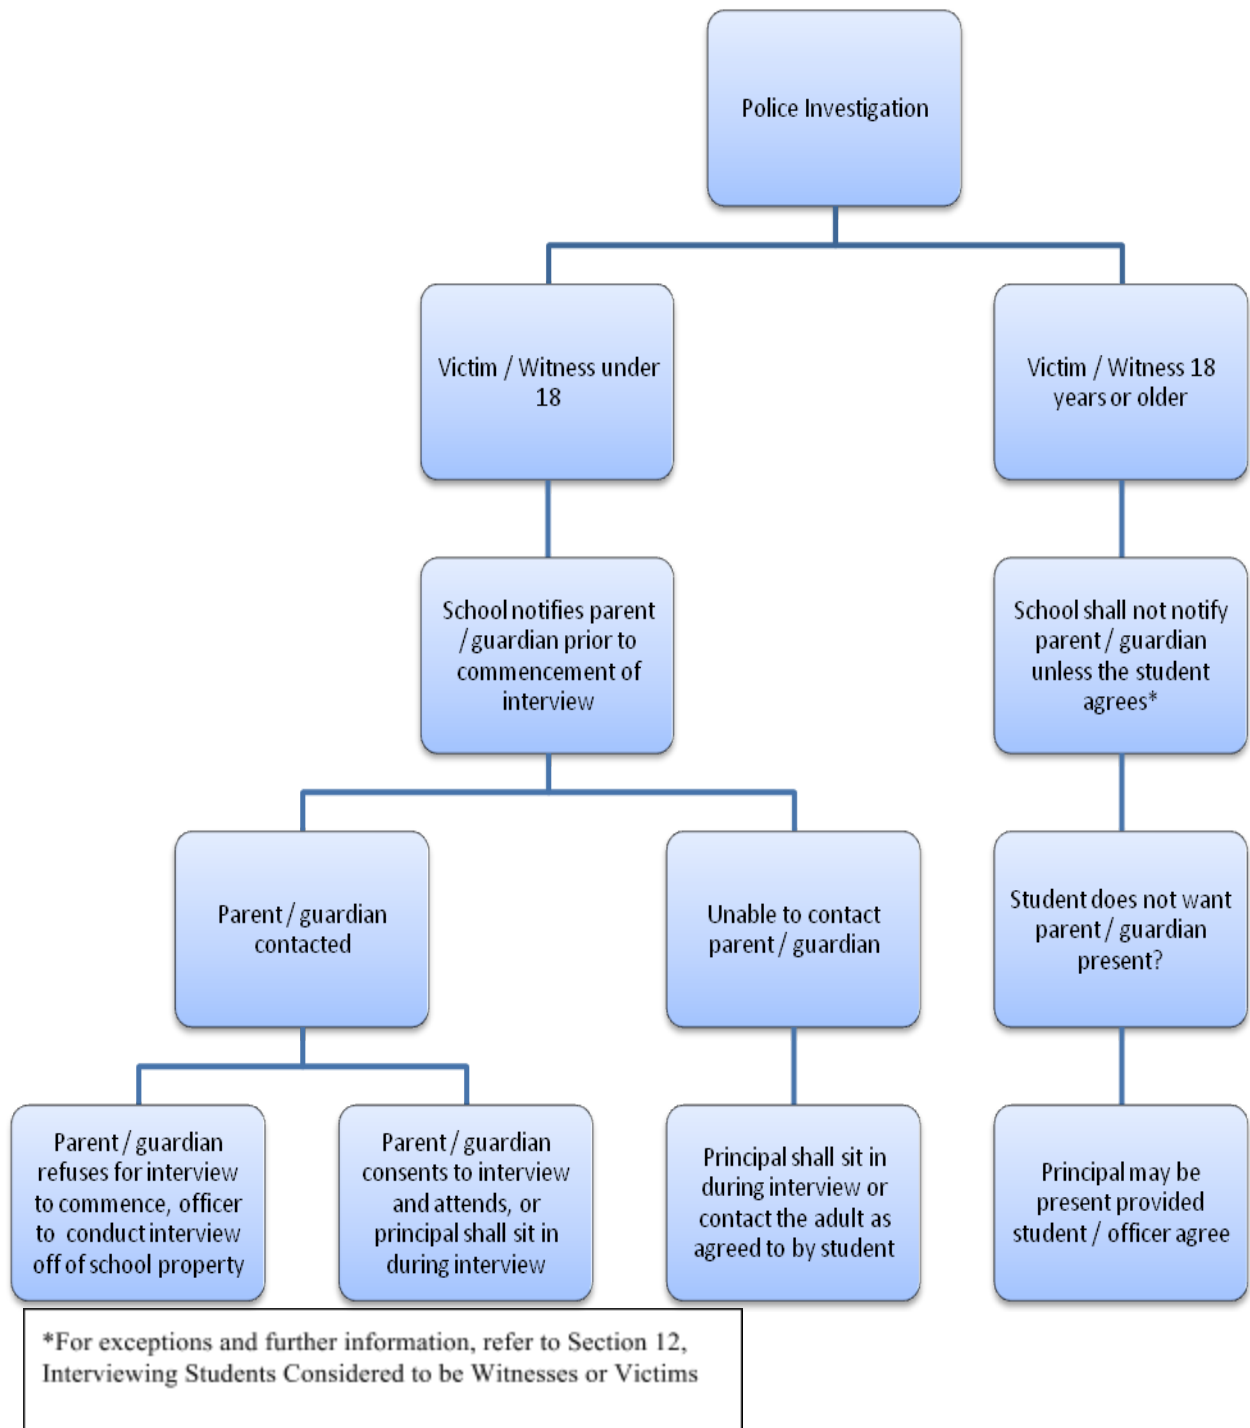 Police Investigation
Victim / Witness under
18
Victim / Witness 18
years or older
School notifies parent
/ guardian prior to
commencement of
interview
School shall not notify
parent / guardian
unless the student
agrees*
Parent / guardian
contacted
Unable to contact
parent / guardian
Student does not want
parent / guardian
present?
Parent / guardian
refuses for interview
to commence, officer
to conduct interview
off of school property
Parent / guardian
consents to interview
and attends, or
principal shall sit in
during interview
Principal shall sit in
during interview or
contact the adult as
agreed to by student
Principal may be
present provided
student / officer agree
*For exceptions and further information, refer to Section 12,
Interviewing Students Considered to be Witnesses or Victims